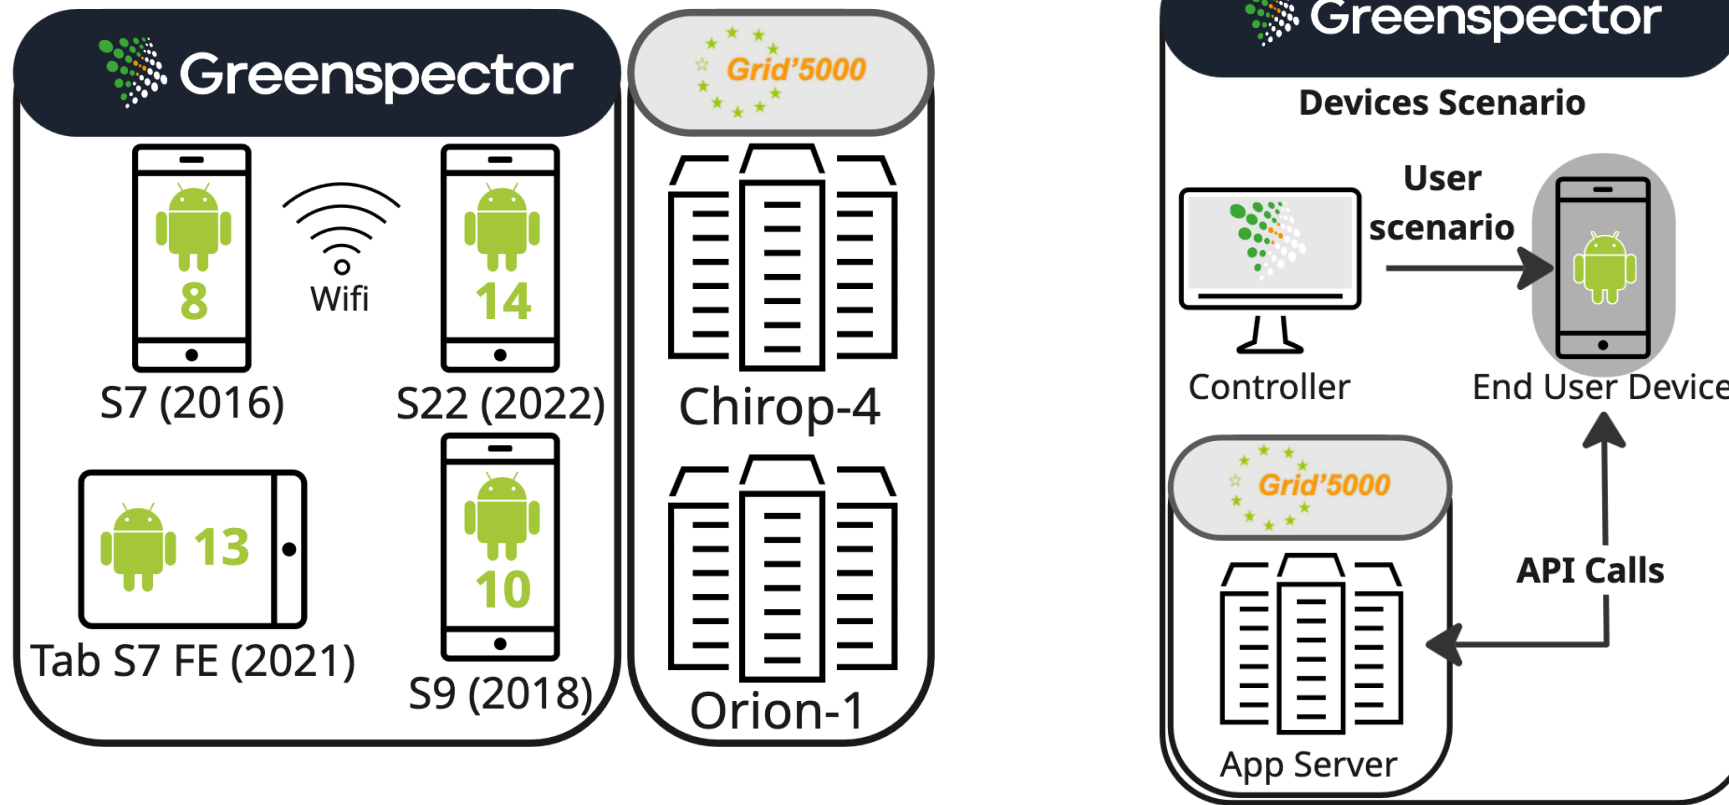 Greenspector
Grid'5000
8
Wifi
14
S7 (2016)
S22 (2022)
Chirop-4
13
10
Tab S7 FE (2021)
S9 (2018)
Orion-1
Greenspector
Devices Scenario
User
scenario
Controller
End User Device
Grid'5000
API Calls
App Server